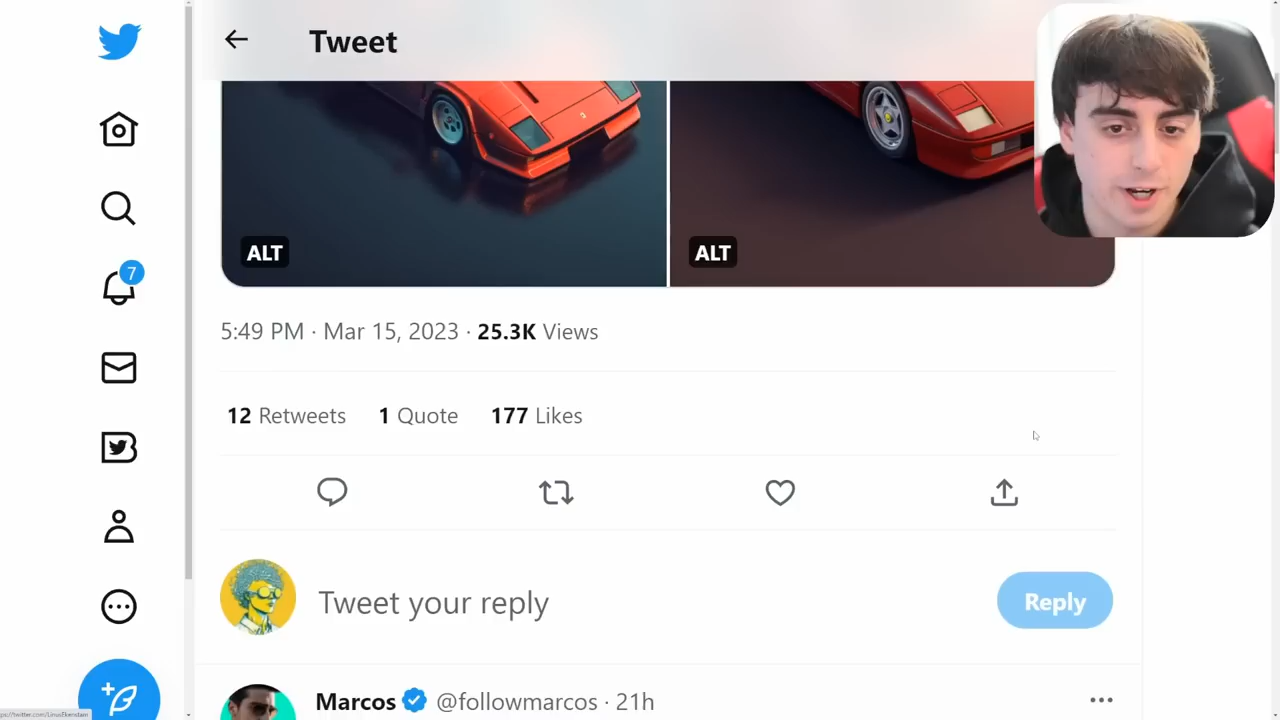 Tweet
ALT
ALT
5:49 PM · Mar 15, 2023 · 25.3K Views
12 Retweets 1 Quote 177 Likes
7
Tweet your reply
Reply
Marcos @followmarcos · 21h